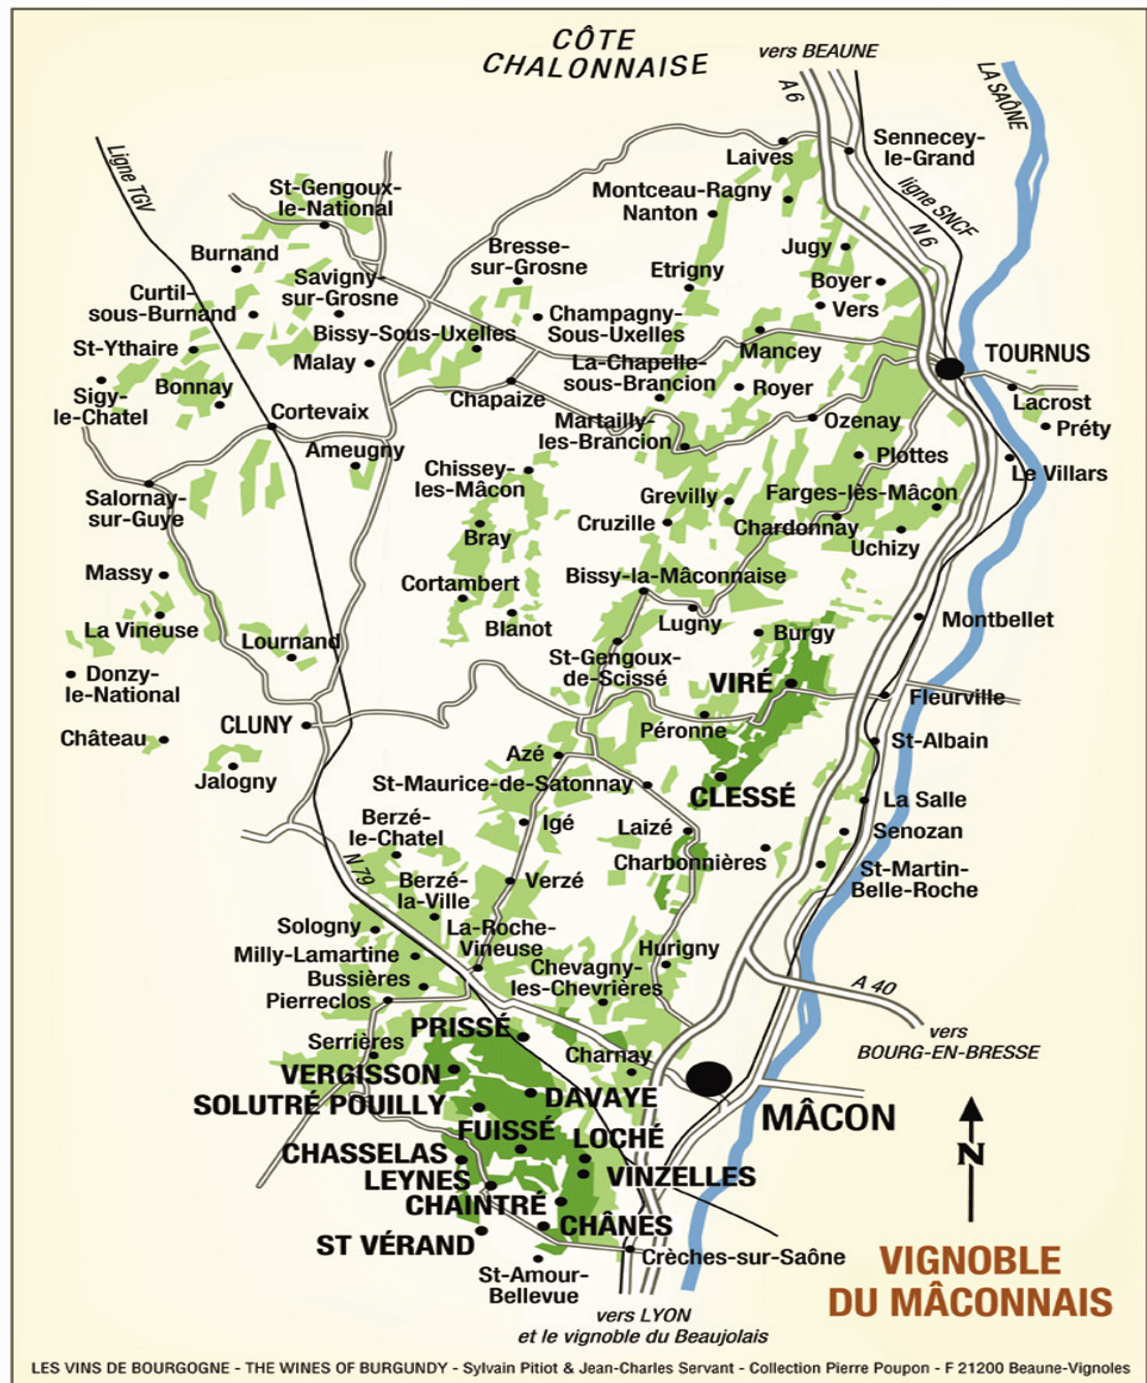 CÔTE
CHALONNAISE
vers BEAUNE
A 6
LA SAÔNE
Sennecey-
le-Grand
Laives
Ligne TGV
ligne SNCF
N 6
St-Gengoux-
le-National
Montceau-Ragny
Nanton
Burnand
Bresse-
sur-Grosne
Jugy
Savigny-
sur-Grosne
Etrigny
Boyer
Curtil-
sous-Burnand
Champagny-
Sous-Uxelles
Vers
Bissy-Sous-Uxelles
St-Ythaire
Malay
Mancey
TOURNUS
La-Chapelle-
sous-Brancion
Bonnay
Royer
Sigy-
le-Chatel
Chapaize
Lacrost
Cortevaix
Martailly-
les-Brancion
Ozenay
Préty
Ameugny
Chissey-
les-Mâcon
Plottes
Le Villars
Salornay-
sur-Guye
Grevilly
Farges-lès-Mâcon
Cruzille
Chardonnay
Bray
Uchizy
Massy
Cortambert
Bissy-la-Mâconnaise
La Vineuse
Blanot
Lugny
Montbellet
Lournand
Burgy
St-Gengoux-
de-Scissé
Donzy-
le-National
VIRÉ
Fleurville
CLUNY
Péronne
Château
St-Albain
Azé
Jalogny
St-Maurice-de-Satonnay
CLESSÉ
La Salle
Berzé-
le-Chatel
Igé
Laizé
Senozan
N 79
Charbonnières
St-Martin-
Belle-Roche
Berzé-
la-Ville
Verzé
Sologny
La-Roche-
Vineuse
Milly-Lamartine
Hurigny
Chevagny-
les-Chevrières
Bussières
Pierreclos
A 40
PRISSÉ
vers
BOURG-EN-BRESSE
Serrières
Charnay
VERGISSON
DAVAYE
SOLUTRÉ POUILLY
MÂCON
FUISSÉ
LOCHÉ
CHASSELAS
VINZELLES
LEYNES
N
CHAINTRÉ
CHÂNES
ST VÉRAND
Crèches-sur-Saône
St-Amour-
Bellevue
VIGNOBLE
DU MÂCONNAIS
vers LYON
et le vignoble du Beaujolais
LES VINS DE BOURGOGNE - THE WINES OF BURGUNDY - Sylvain Pitiot & Jean-Charles Servant - Collection Pierre Poupon - F 21200 Beaune-Vignoles